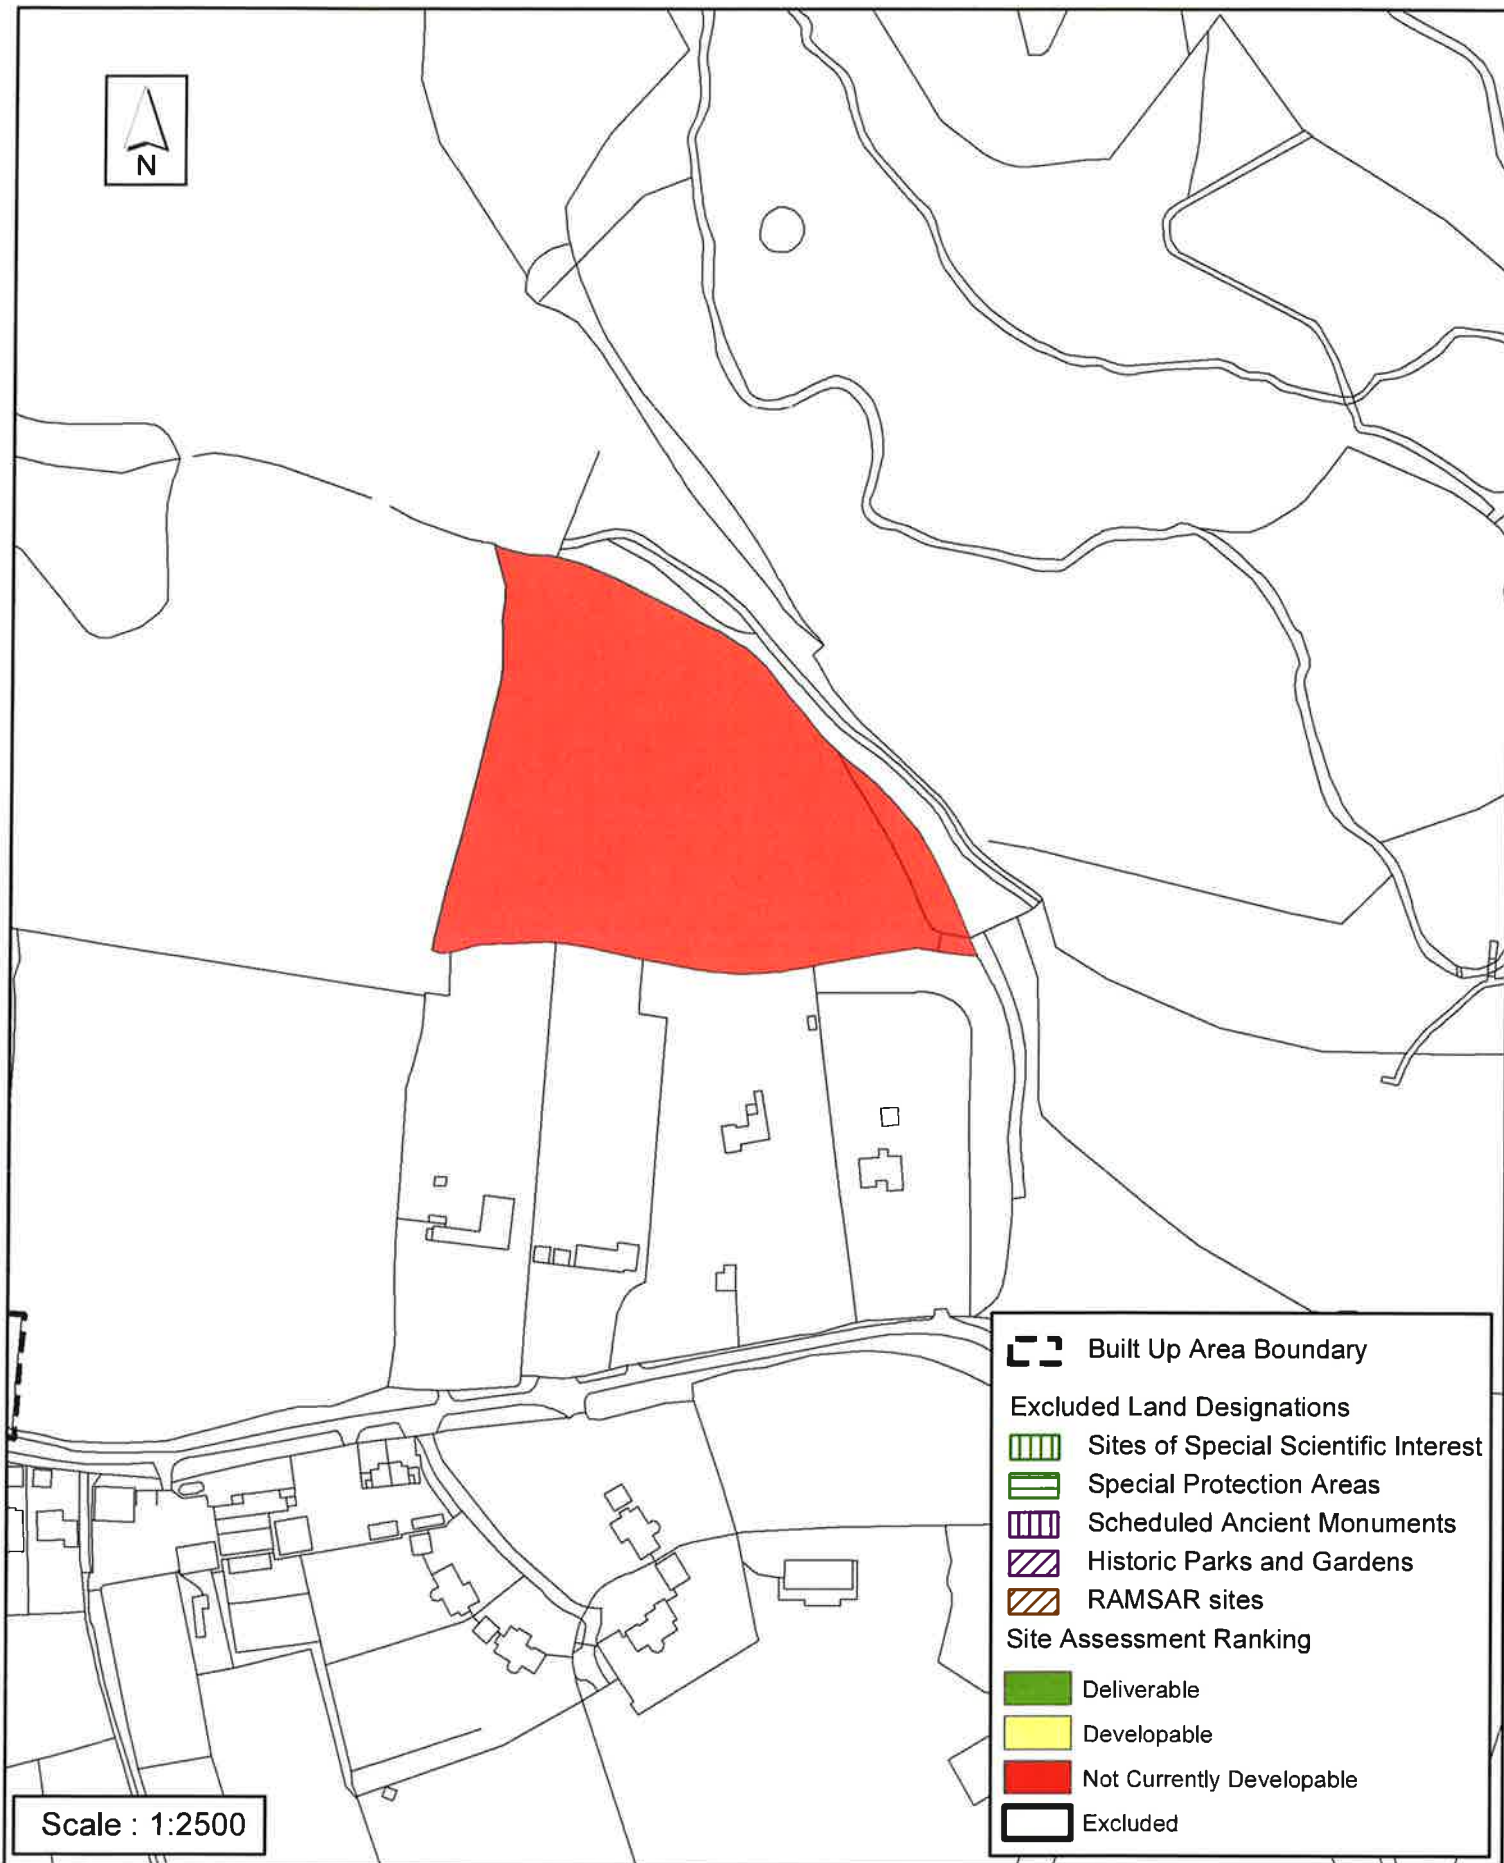 N
Built Up Area Boundary
Excluded Land Designations
Sites of Special Scientific Interest
Special Protection Areas
Scheduled Ancient Monuments
Historic Parks and Gardens
RAMSAR sites
Site Assessment Ranking
Deliverable
Developable
Not Currently Developable
Excluded
Scale : 1:2500